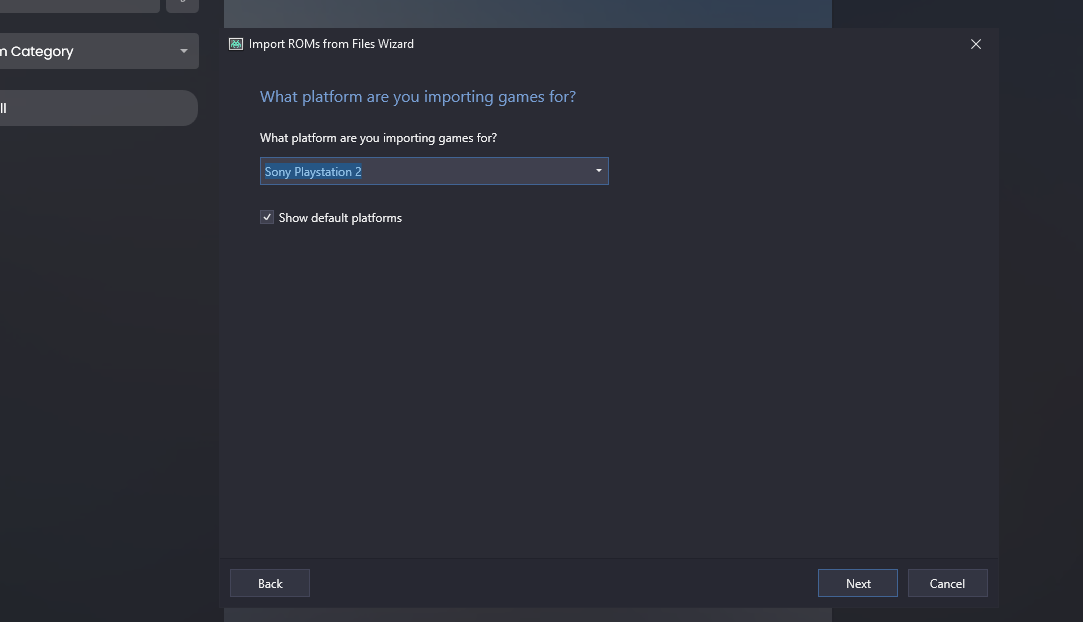 Import ROMs from Files Wizard
Category
What platform are you importing games for?
What platform are you importing games for?
Sony Playstation 2
Show default platforms
Back
Next
Cancel